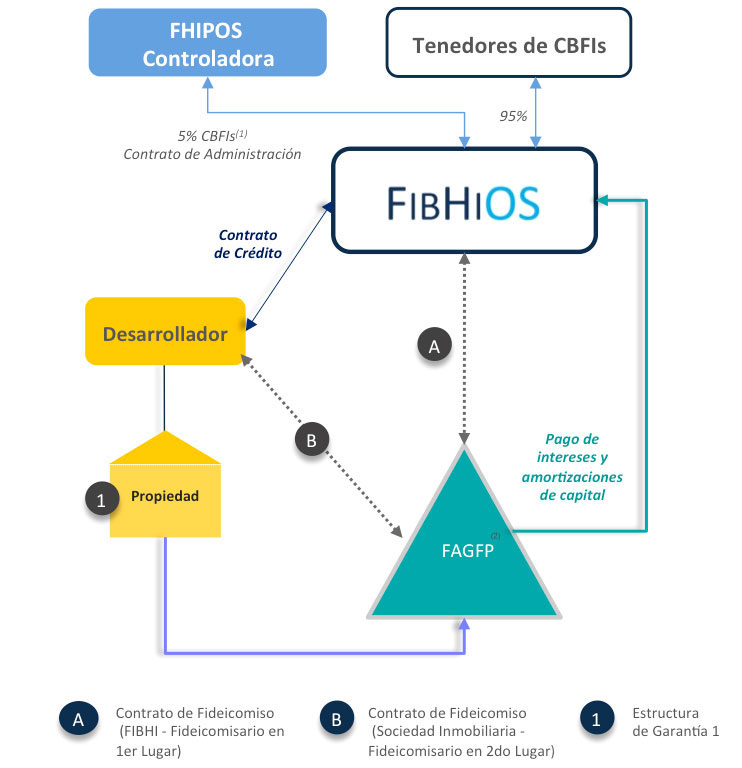 FHIPOS
Controladora
Tenedores de CBFIs
5% CBFIs(1)
Contrato de Administración
95%
FIBHIOS
Contrato
de Crédito
Desarrollador
A
B
Pago de
intereses y
amortizaciones
de capital
Propiedad
1
FAGFP (2)
A
Contrato de Fideicomiso
(FIBHI - Fideicomisario en
1er Lugar)
B
Contrato de Fideicomiso
(Sociedad Inmobiliaria -
Fideicomisario en 2do Lugar)
1
Estructura
de Garantía 1